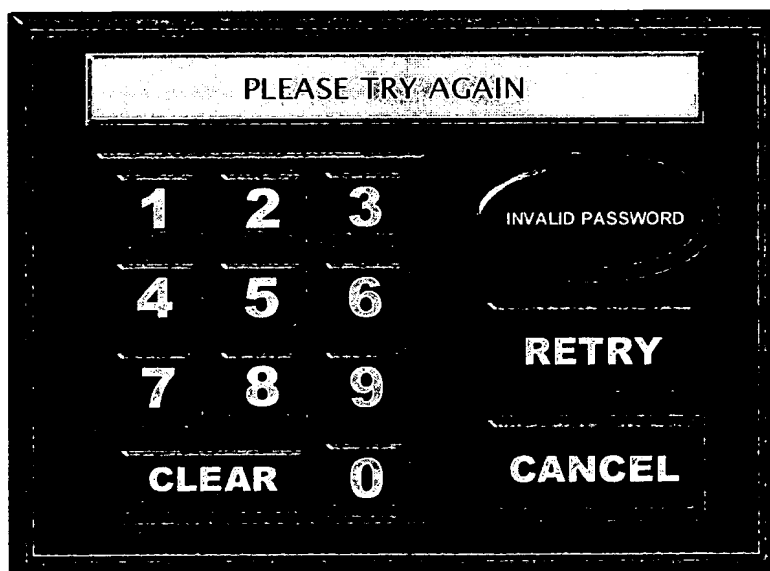 PLEASE TRY AGAIN
1 2 3
INVALID PASSWORD
4 5 6
RETRY
7 8 9
CLEAR 0
CANCEL